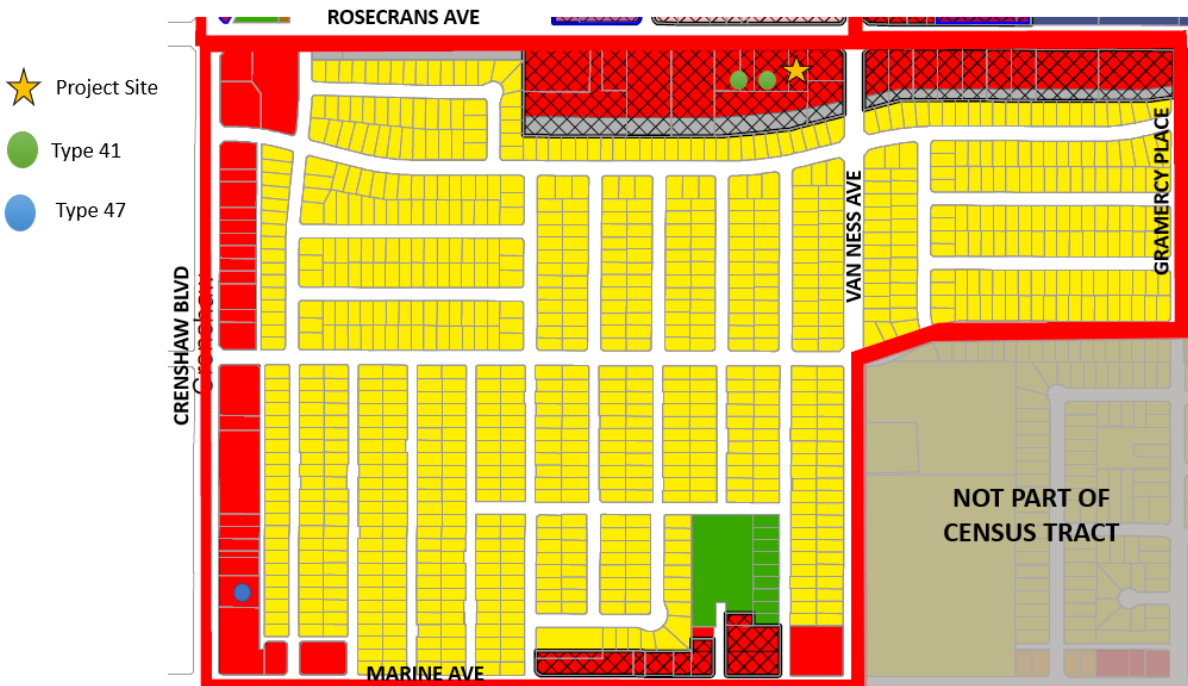 ROSECRANS AVE
Project Site
Type 41
Type 47
CRENSHAW BLVD
Crenshaw
VAN NESS AVE
GRAMERCY PLACE
NOT PART OF
CENSUS TRACT
MARINE AVE